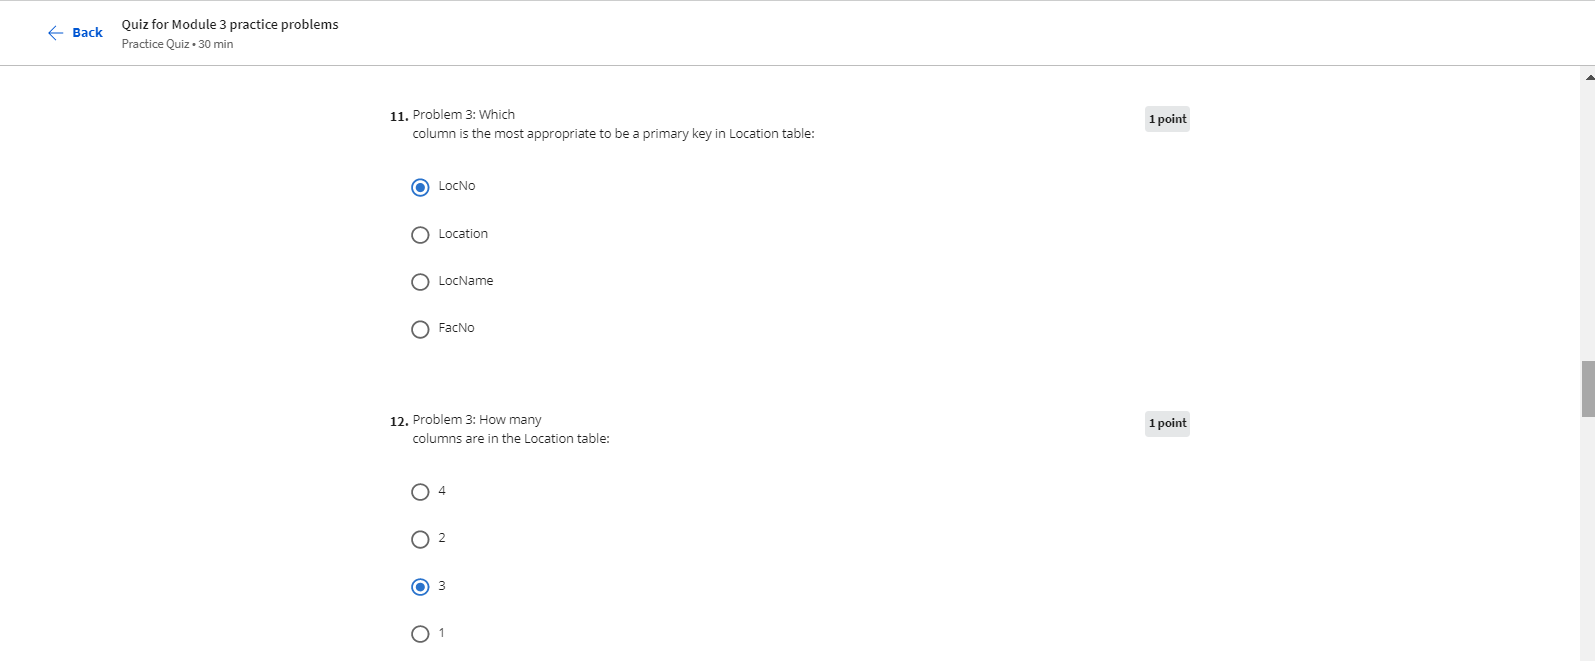 Back
Quiz for Module 3 practice problems
Practice Quiz • 30 min
11. Problem 3: Which
column is the most appropriate to be a primary key in Location table:
1 point
LocNo
Location
LocName
FacNo
12. Problem 3: How many
columns are in the Location table:
1 point
4
2
3
1